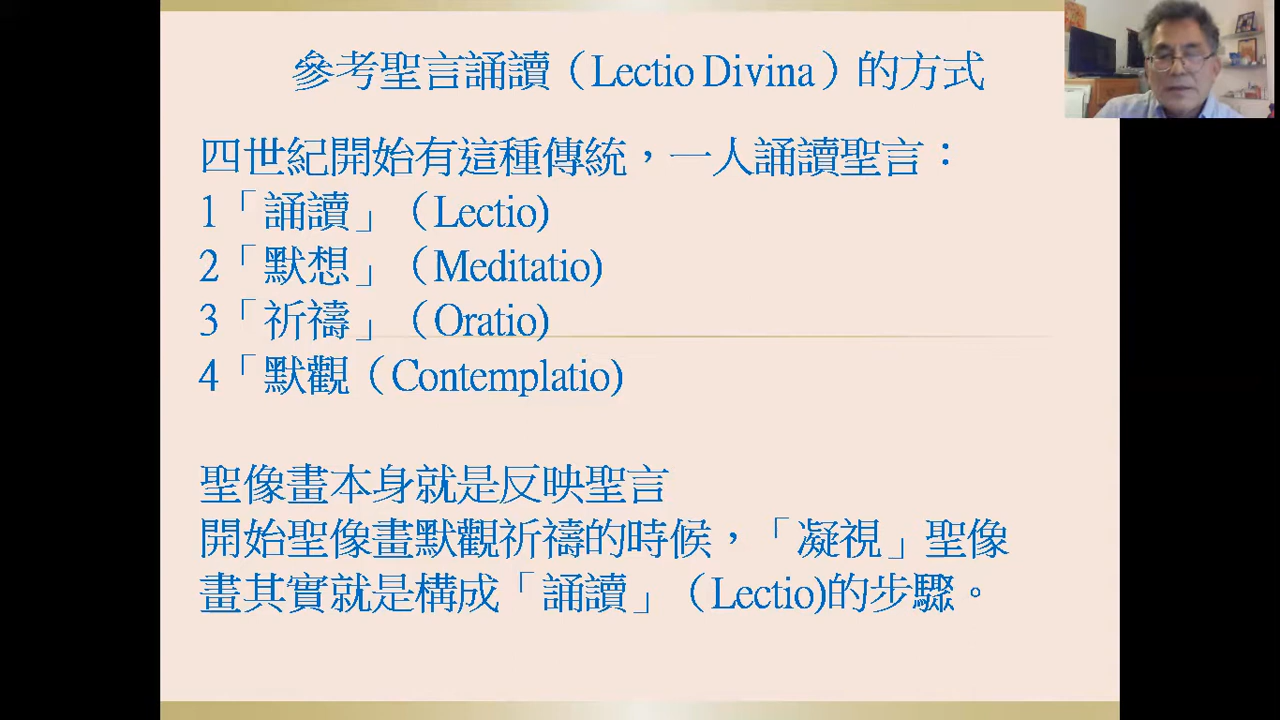 參考聖言誦讀（Lectio Divina）的方式
四世紀開始有這種傳統，一人誦讀聖言：
1「誦讀」（Lectio)
2「默想」（Meditatio)
3「祈禱」（Oratio)
4「默觀（Contemplatio)
聖像畫本身就是反映聖言
開始聖像畫默觀祈禱的時候，「凝視」聖像
畫其實就是構成「誦讀」（Lectio)的步驟。